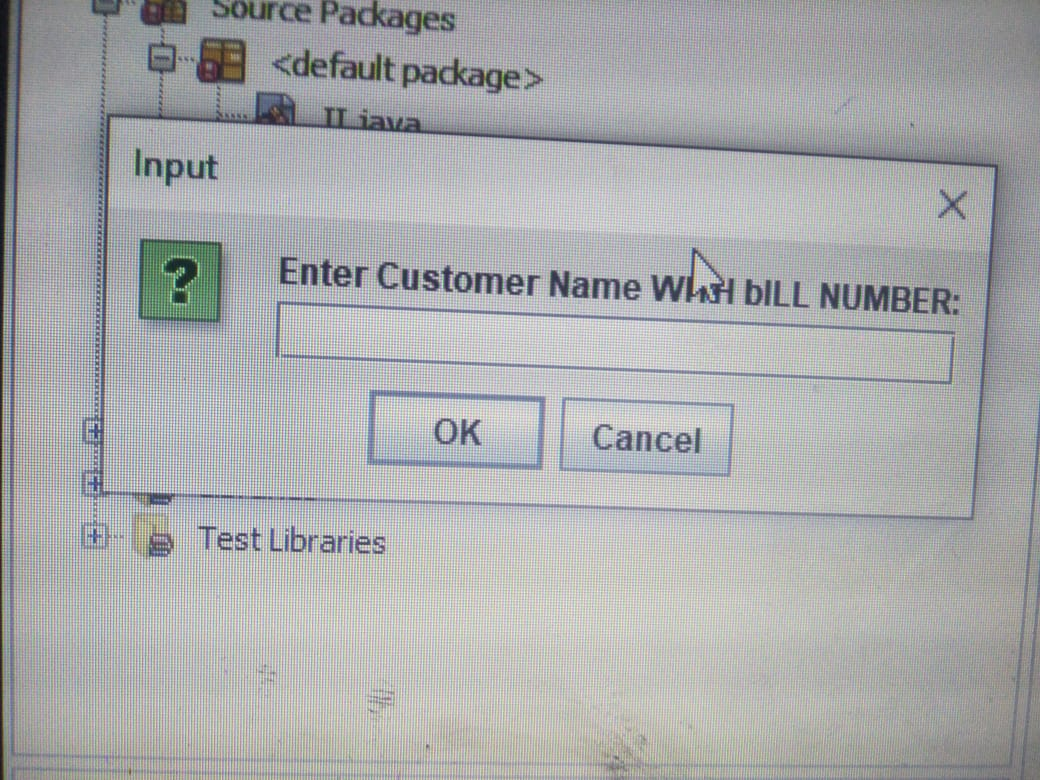 Source Packages
<default package>
Input
?
Enter Customer Name bILL NUMBER:
OK
Cancel
Test Libraries